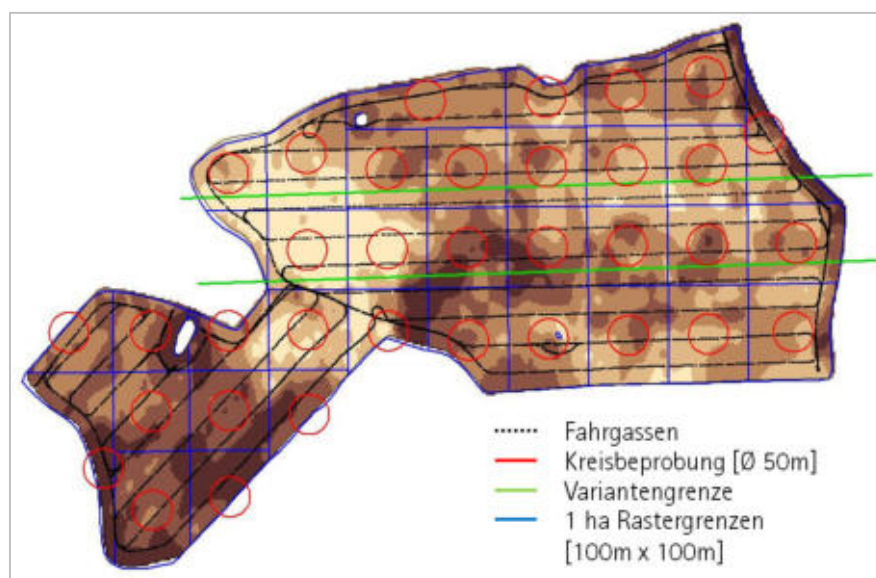 Fahrgassen
Kreisbeprobung [Ø 50m]
Variantengrenze
1 ha Rastergrenzen
[100m x 100m]